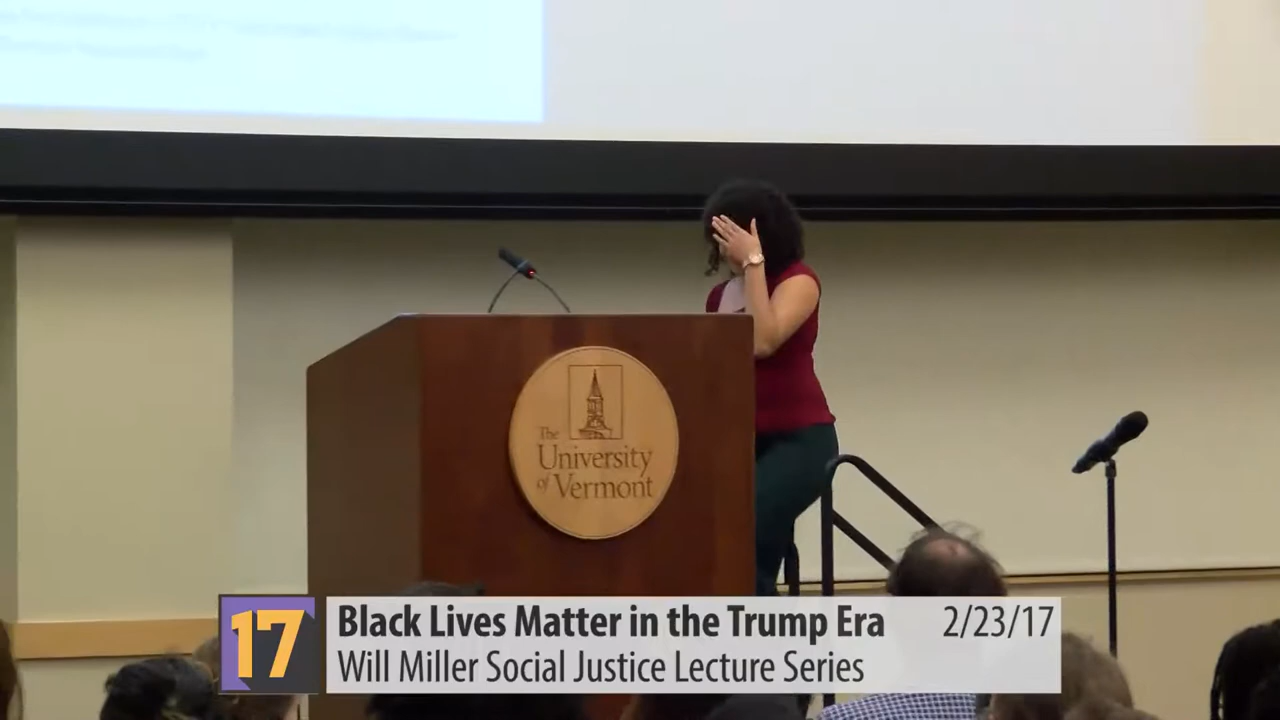 The
University
of Vermont
17
Black Lives Matter in the Trump Era 2/23/17
Will Miller Social Justice Lecture Series